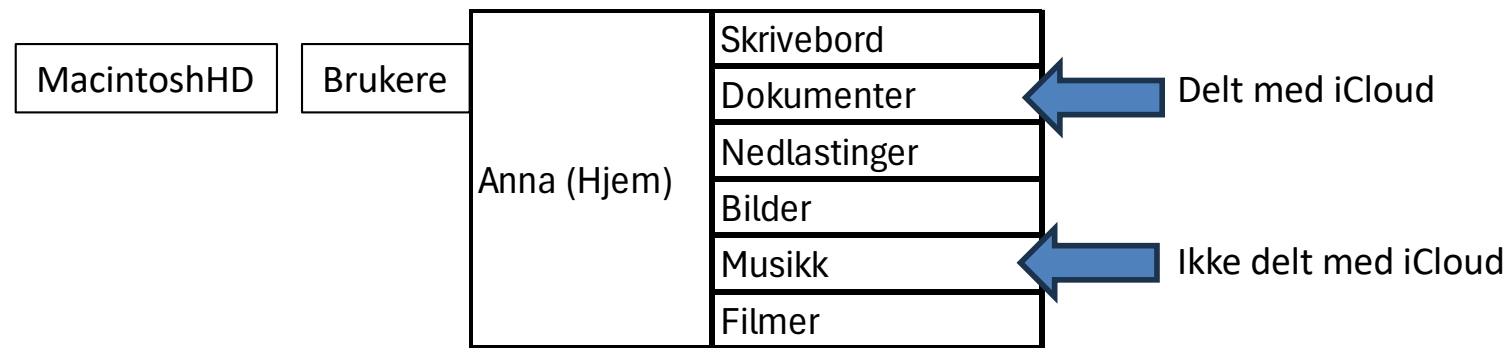 MacintoshHD
Brukere
Anna (Hjem)
Skrivebord
Dokumenter
Nedlastinger
Bilder
Musikk
Filmer
Delt med iCloud
Ikke delt med iCloud